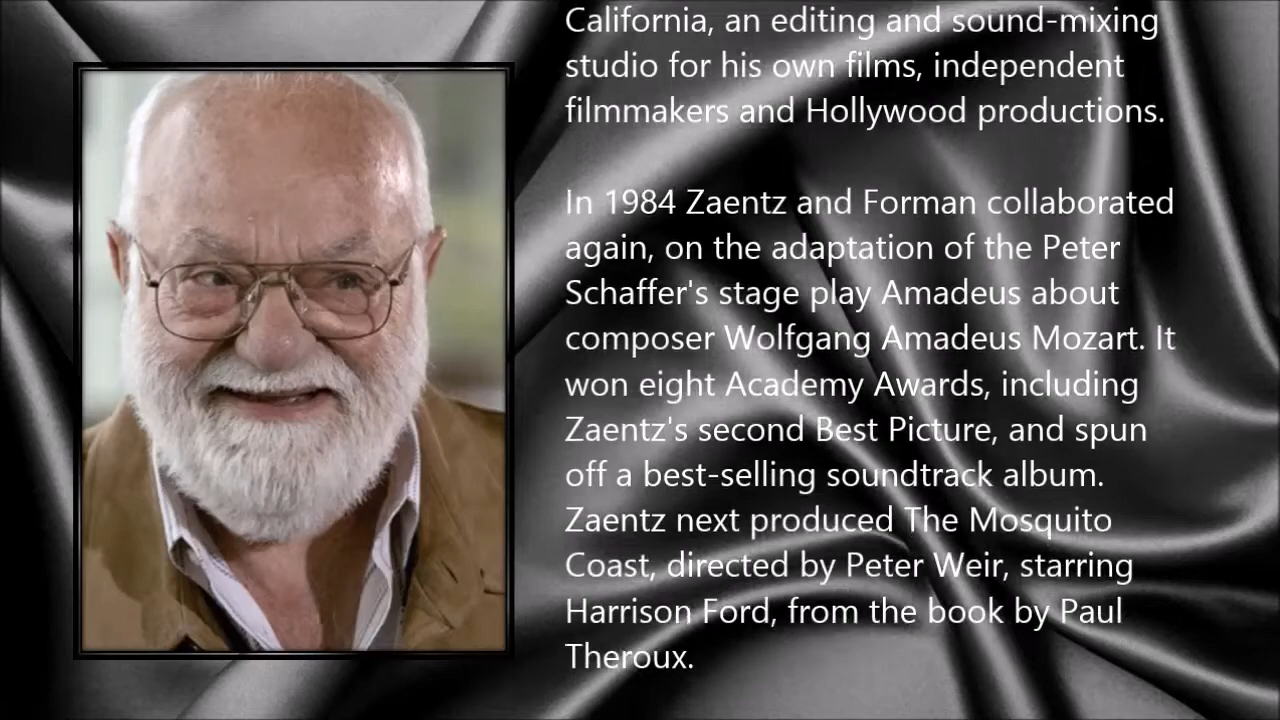 California, an editing and sound-mixing
studio for his own films, independent
filmmakers and Hollywood productions.
In 1984 Zaentz and Forman collaborated
again, on the adaptation of the Peter
Schaffer's stage play Amadeus about
composer Wolfgang Amadeus Mozart. It
won eight Academy Awards, including
Zaentz's second Best Picture, and spun
off a best-selling soundtrack album.
Zaentz next produced The Mosquito
Coast, directed by Peter Weir, starring
Harrison Ford, from the book by Paul
Theroux.